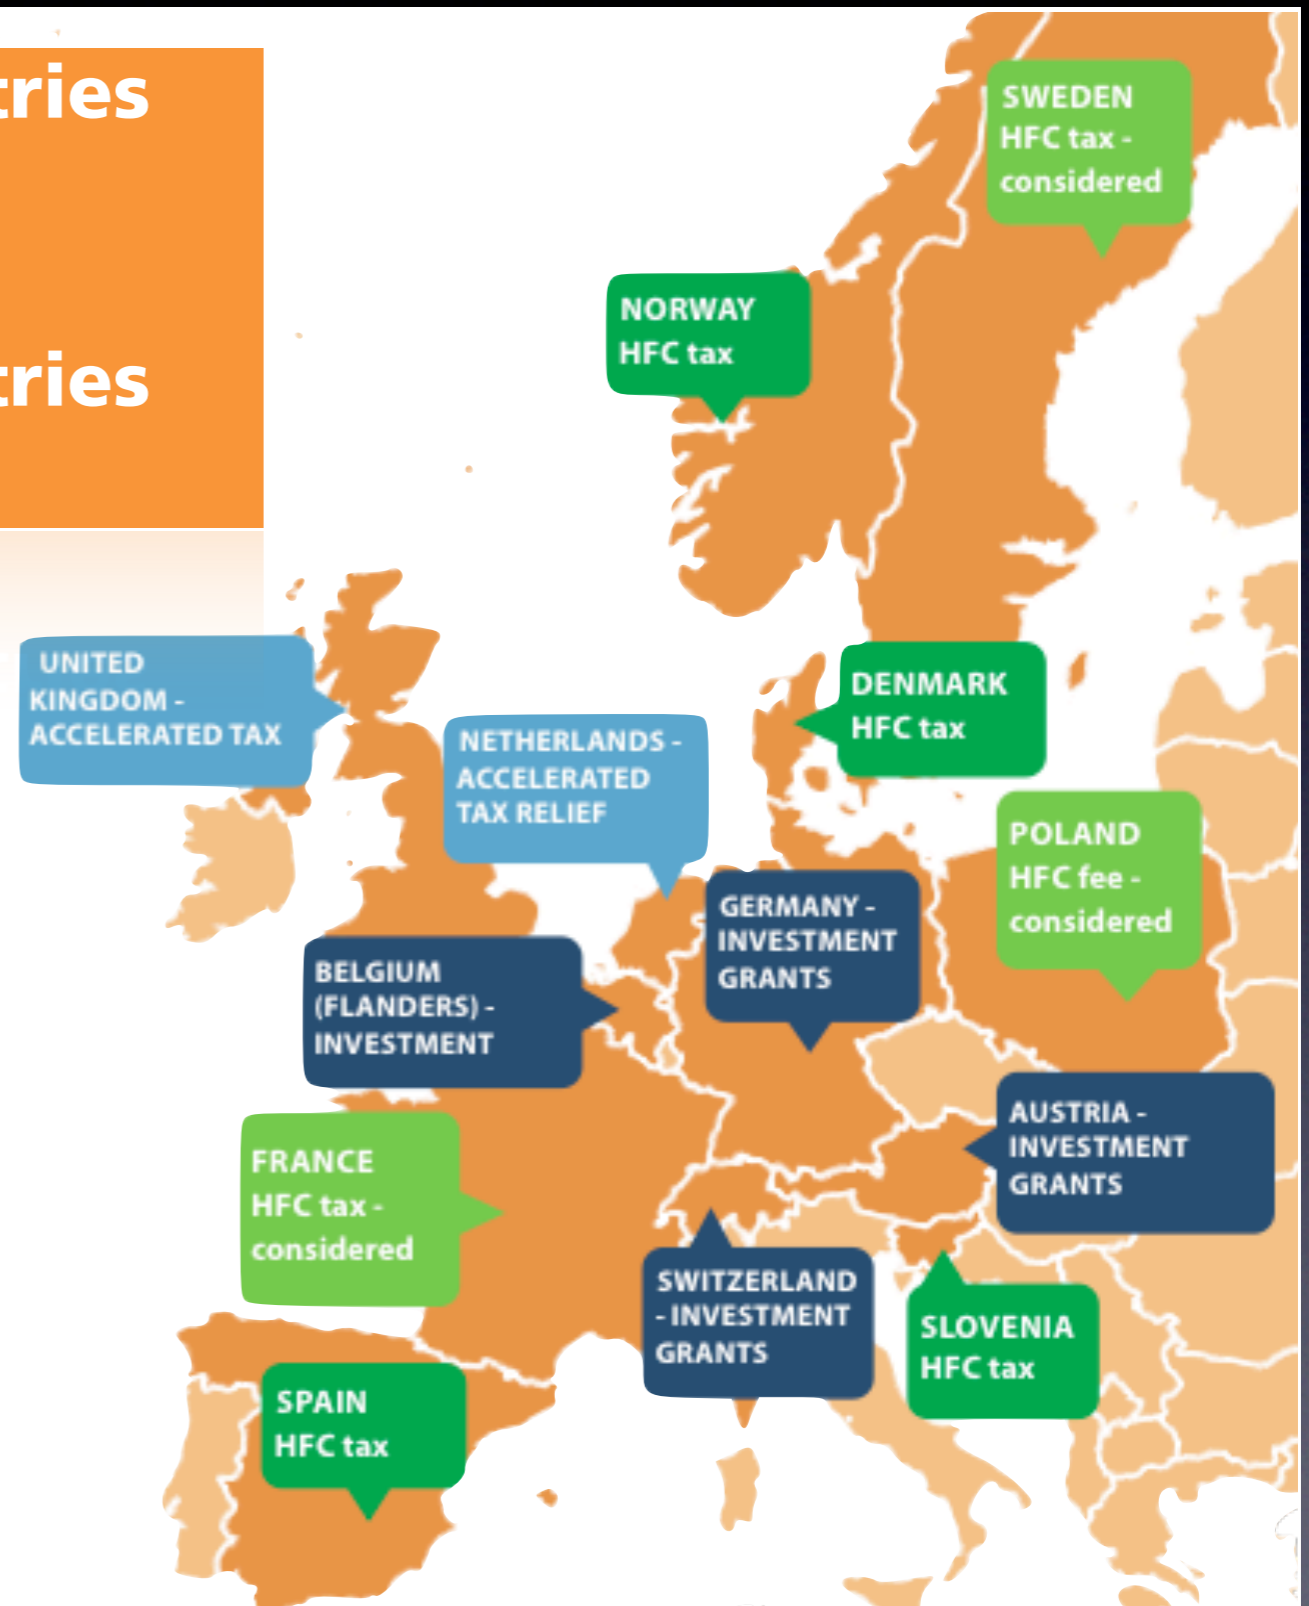 tries
tries
SWEDEN
HFC tax -
considered
NORWAY
HFC tax
UNITED
KINGDOM -
ACCELERATED TAX
NETHERLANDS -
ACCELERATED
TAX RELIEF
DENMARK
HFC tax
POLAND
HFC fee -
considered
GERMANY -
INVESTMENT
GRANTS
BELGIUM
(FLANDERS) -
INVESTMENT
AUSTRIA -
INVESTMENT
GRANTS
FRANCE
HFC tax -
considered
SWITZERLAND
- INVESTMENT
GRANTS
SLOVENIA
HFC tax
SPAIN
HFC tax